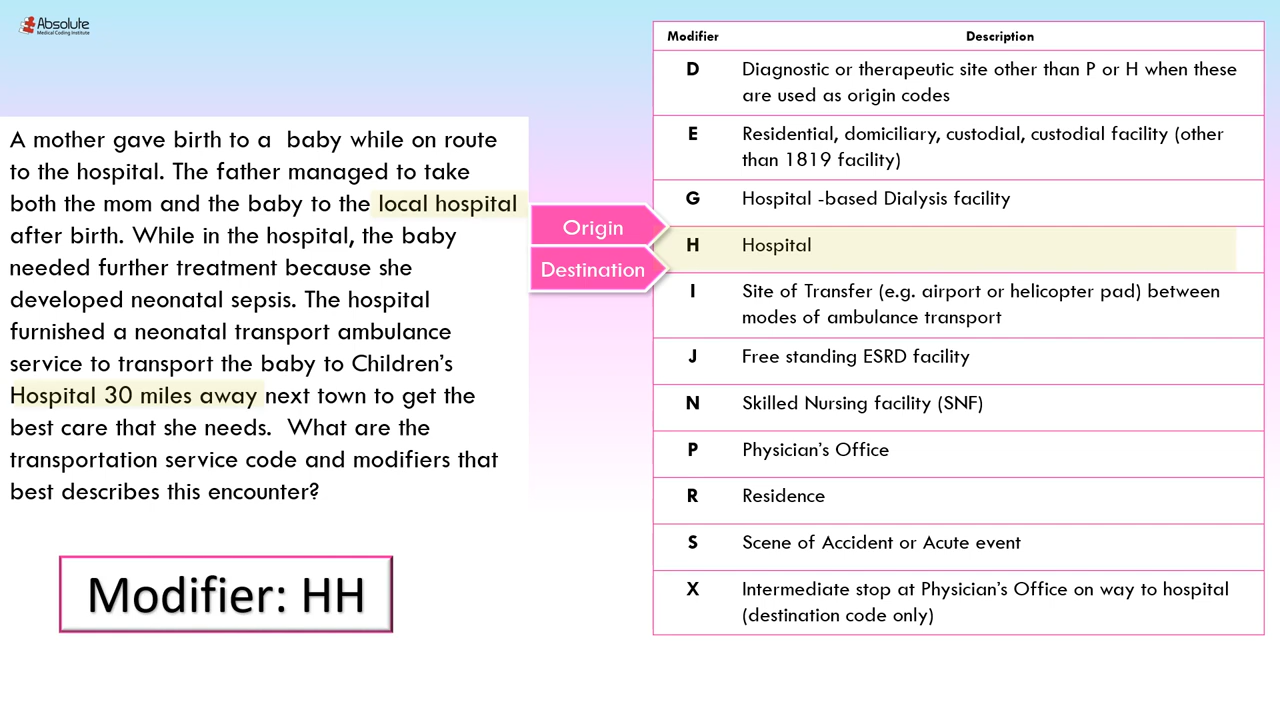 Absolute
Medical Coding Institute
A mother gave birth to a baby while on route
to the hospital. The father managed to take
both the mom and the baby to the local hospital
after birth. While in the hospital, the baby
needed further treatment because she
developed neonatal sepsis. The hospital
furnished a neonatal transport ambulance
service to transport the baby to Children's
Hospital 30 miles away next town to get the
best care that she needs. What are the
transportation service code and modifiers that
best describes this encounter?
Modifier: HH
Origin
Destination
Modifier Description
D Diagnostic or therapeutic site other than P or H when these
are used as origin codes
E Residential, domiciliary, custodial, custodial facility (other
than 1819 facility)
G Hospital -based Dialysis facility
H Hospital
I Site of Transfer (e.g. airport or helicopter pad) between
modes of ambulance transport
J Free standing ESRD facility
N Skilled Nursing facility (SNF)
P Physician's Office
R Residence
S Scene of Accident or Acute event
X Intermediate stop at Physician's Office on way to hospital
(destination code only)